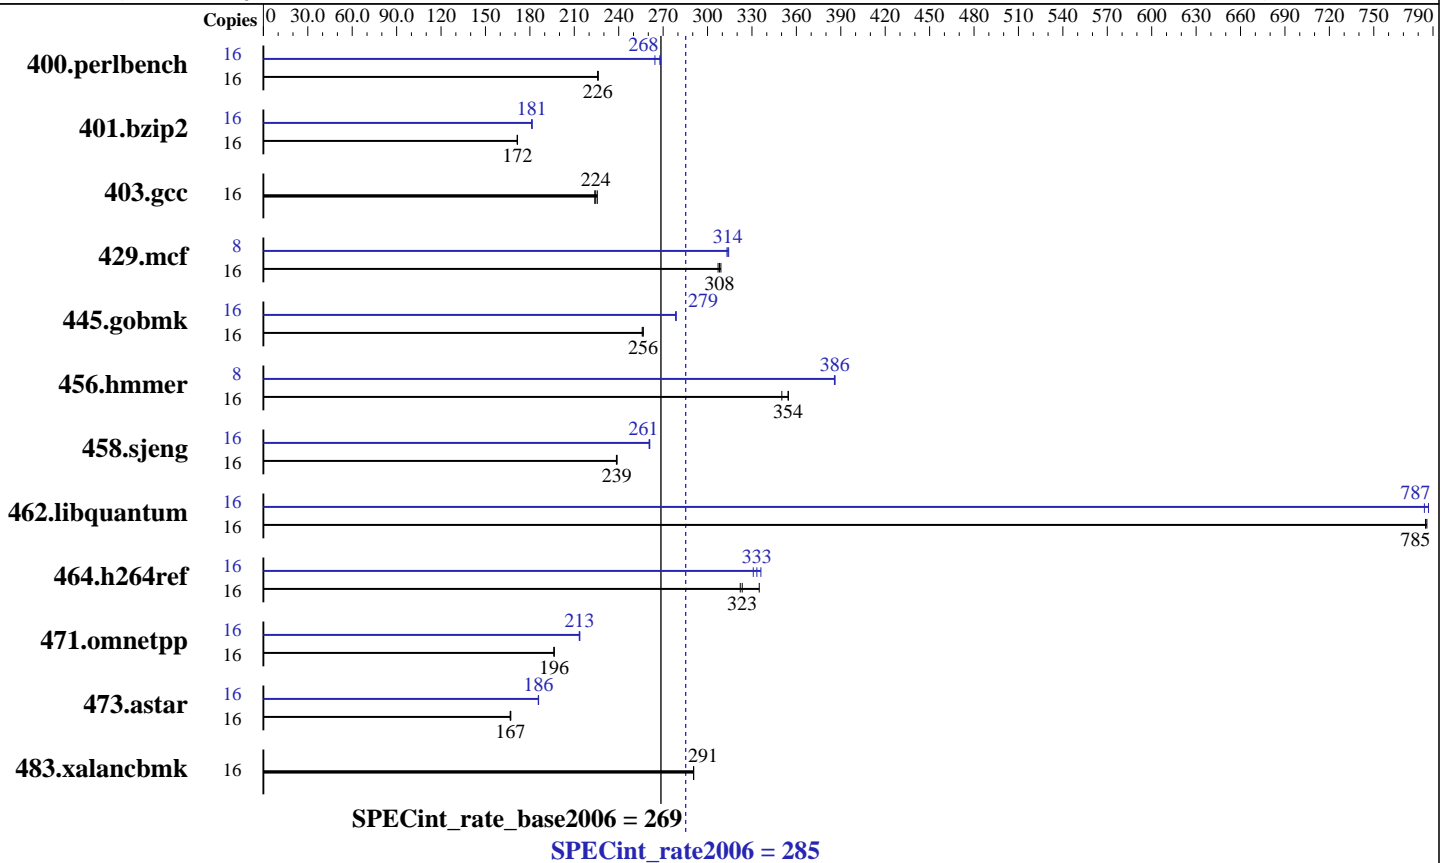 Copies 0 30.0 60.0 90.0 120 150 180 210 240 270 300 330 360 390 420 450 480 510 540 570 600 630 660 690 720 750 790
400.perlbench 16 268
16 226
401.bzip2 16 181
16 172
403.gcc 16 224
429.mcf 8 314
16 308
445.gobmk 16 279
16 256
456.hmmer 8 386
16 354
458.sjeng 16 261
16 239
462.libquantum 16 787
16 785
464.h264ref 16 333
16 323
471.omnetpp 16 213
16 196
473.astar 16 186
16 167
483.xalancbmk 16 291
SPECint_rate_base2006 = 269
SPECint_rate2006 = 285